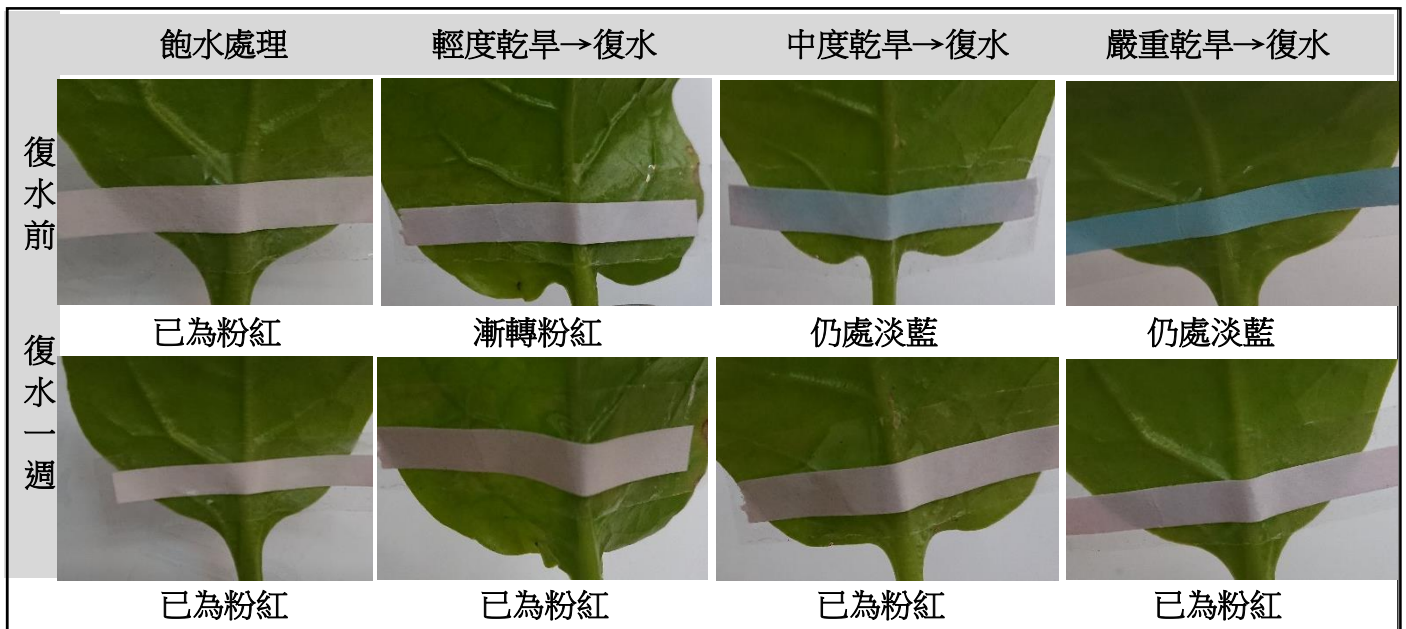 飽水處理
輕度乾旱→復水
中度乾旱→復水
嚴重乾旱→復水
復水前
已為粉紅
漸轉粉紅
仍處淡藍
仍處淡藍
復水一週
已為粉紅
已為粉紅
已為粉紅
已為粉紅